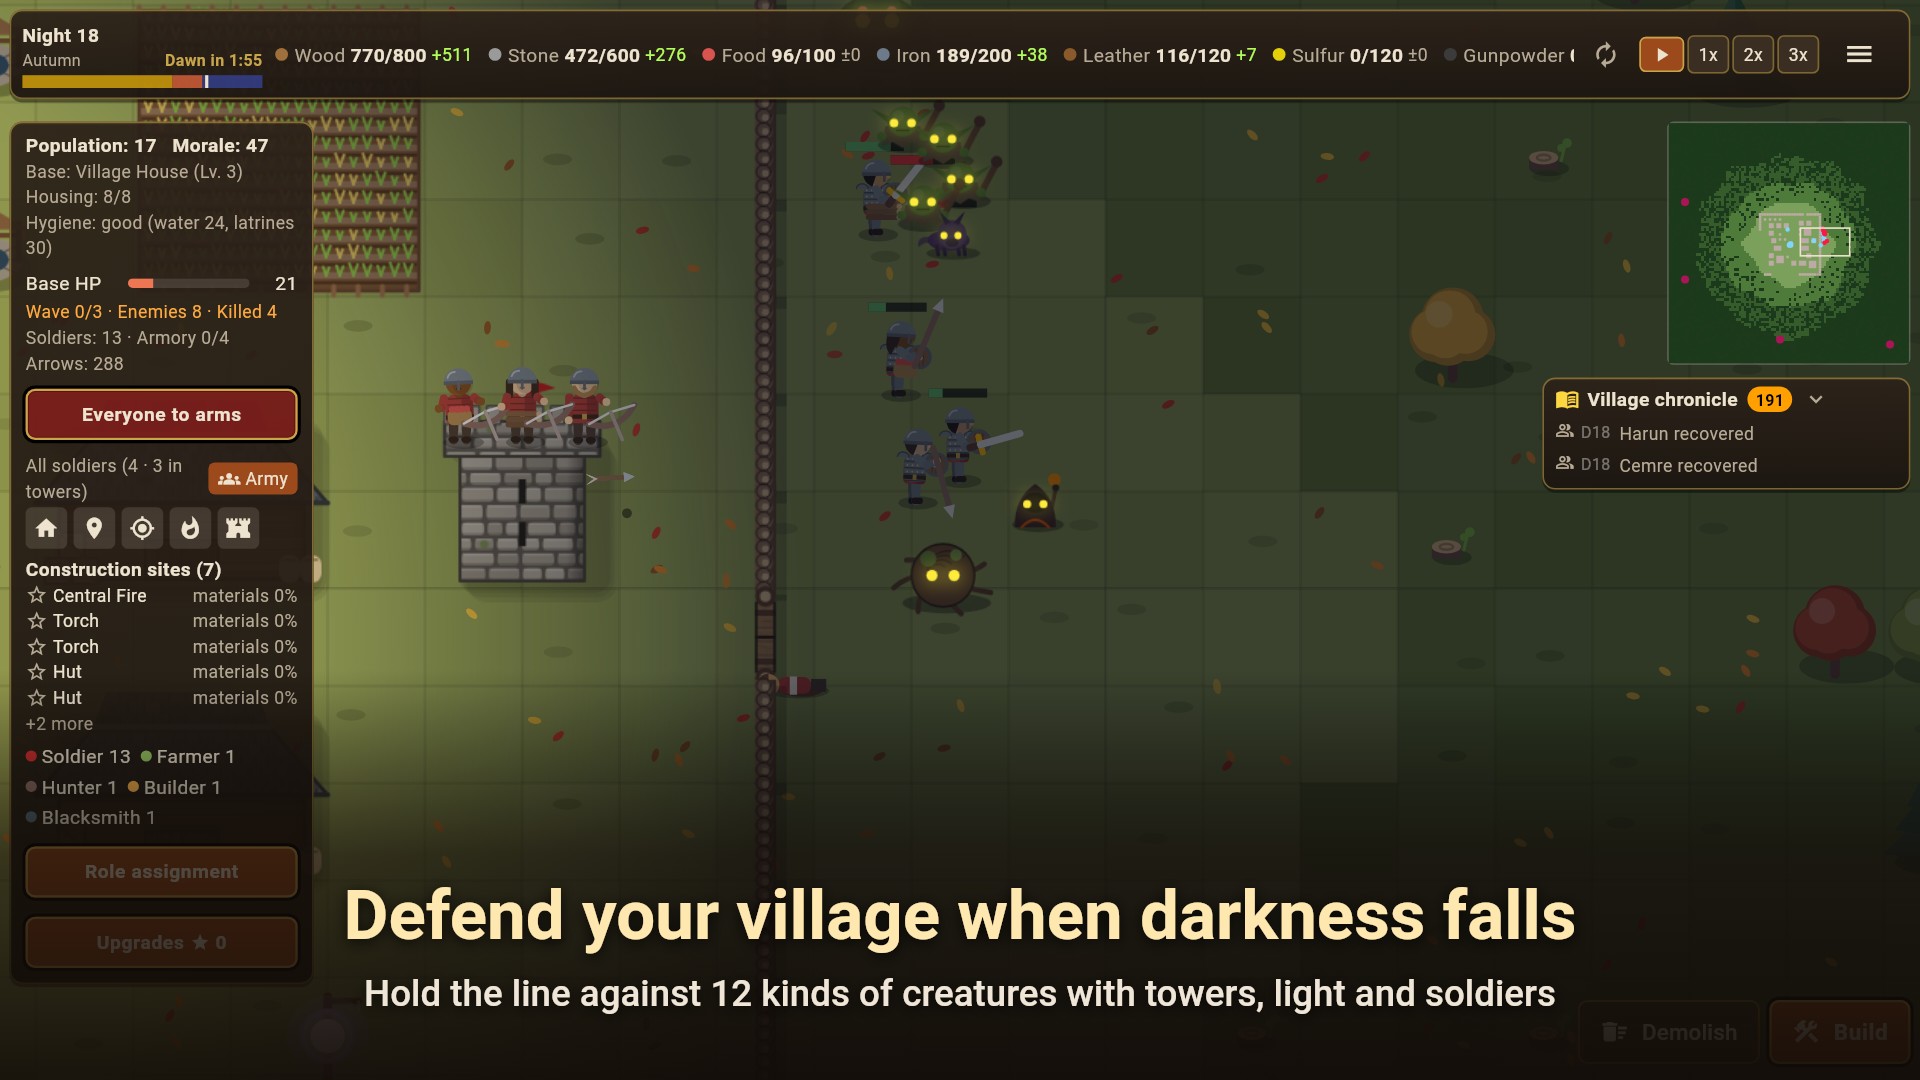 Night 18
Autumn
Dawn in 1:55
Wood 770/800 +511
Stone 472/600 +276
Food 96/100 ±0
Iron 189/200 +38
Leather 116/120 +7
Sulfur 0/120 ±0
Gunpowder
1x
2x
3x
Population: 17 Morale: 47
Base: Village House (Lv. 3)
Housing: 8/8
Hygiene: good (water 24, latrines
30)
Base HP 21
Wave 0/3 · Enemies 8 · Killed 4
Soldiers: 13 · Armory 0/4
Arrows: 288
Everyone to arms
All soldiers (4 · 3 in
towers)
Army
Construction sites (7)
Central Fire materials 0%
Torch materials 0%
Torch materials 0%
Hut materials 0%
Hut materials 0%
+2 more
Soldier 13 Farmer 1
Hunter 1 Builder 1
Blacksmith 1
Role assignment
Upgrades ★ 0
Village chronicle 191
D18 Harun recovered
D18 Cemre recovered
Defend your village when darkness falls
Hold the line against 12 kinds of creatures with towers, light and soldiers
Demolish
Build